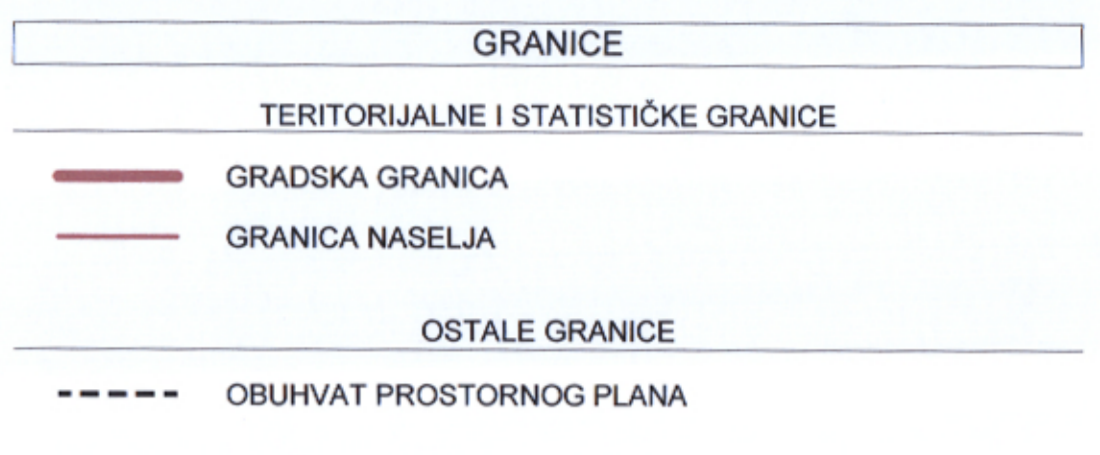 GRANICE
TERITORIJALNE I STATISTIČKE GRANICE
GRADSKA GRANICA
GRANICA NASELJA
OSTALE GRANICE
OBUHVAT PROSTORNOG PLANA